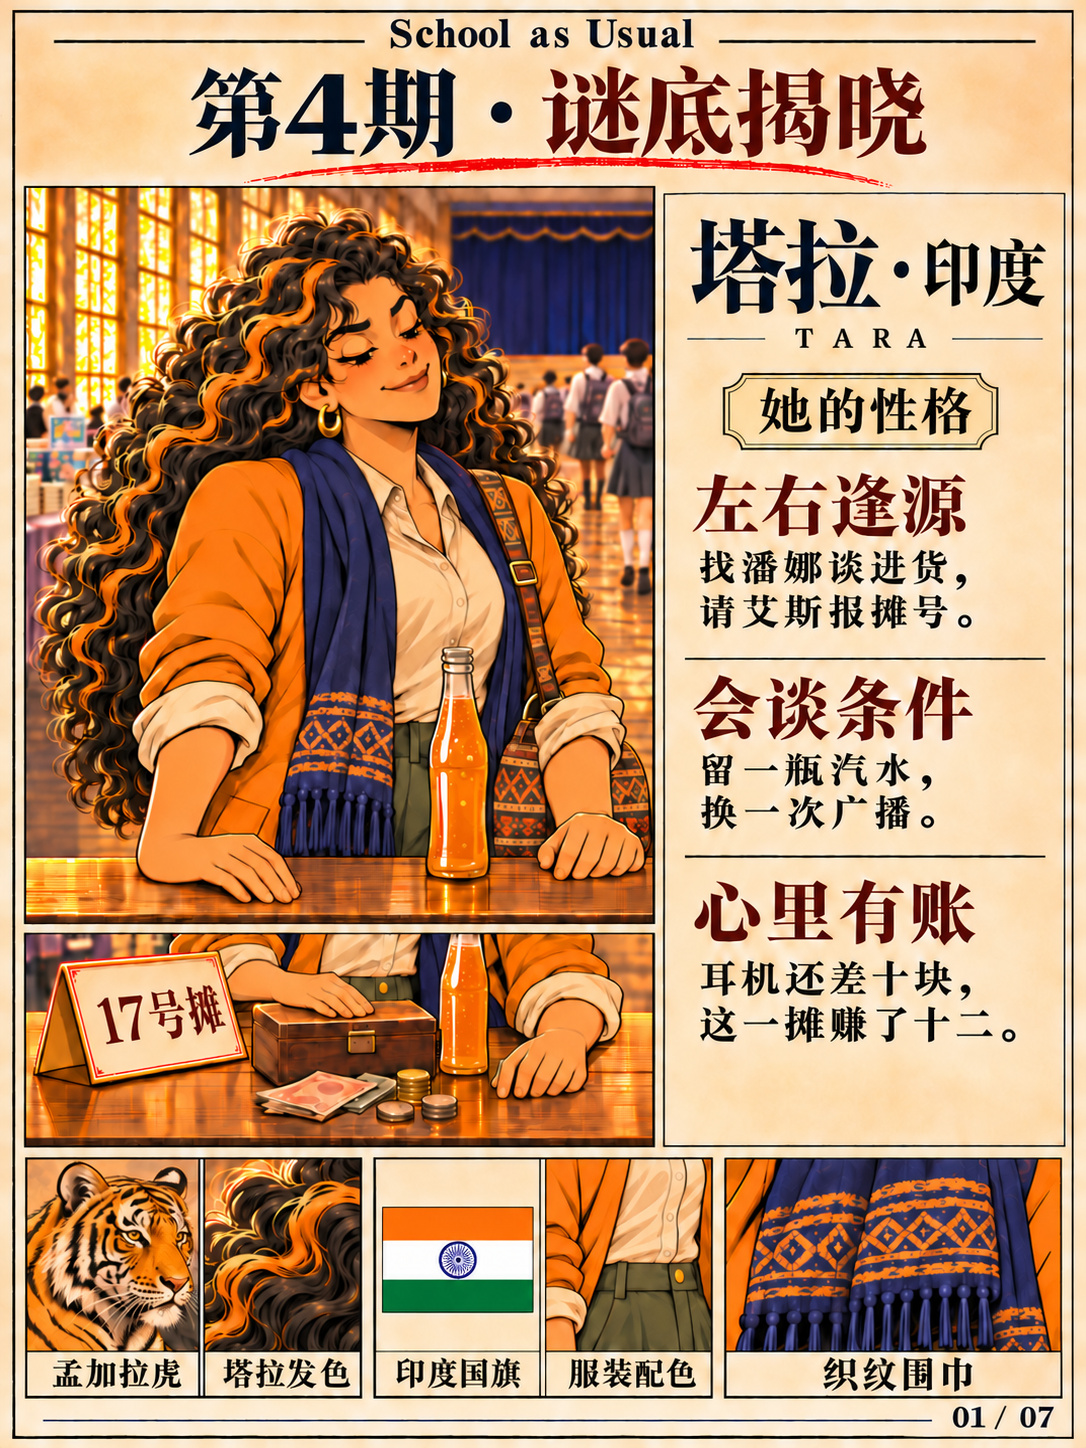 School as Usual
第4期·谜底揭晓
塔拉·印度
TARA
她的性格
左右逢源
找潘娜谈进货，
请艾斯报摊号。
会谈条件
留一瓶汽水，
换一次广播。
心里有账
耳机还差十块，
这一摊赚了十二。
17号摊
孟加拉虎
塔拉发色
印度国旗
服装配色
织纹围巾
01 / 07